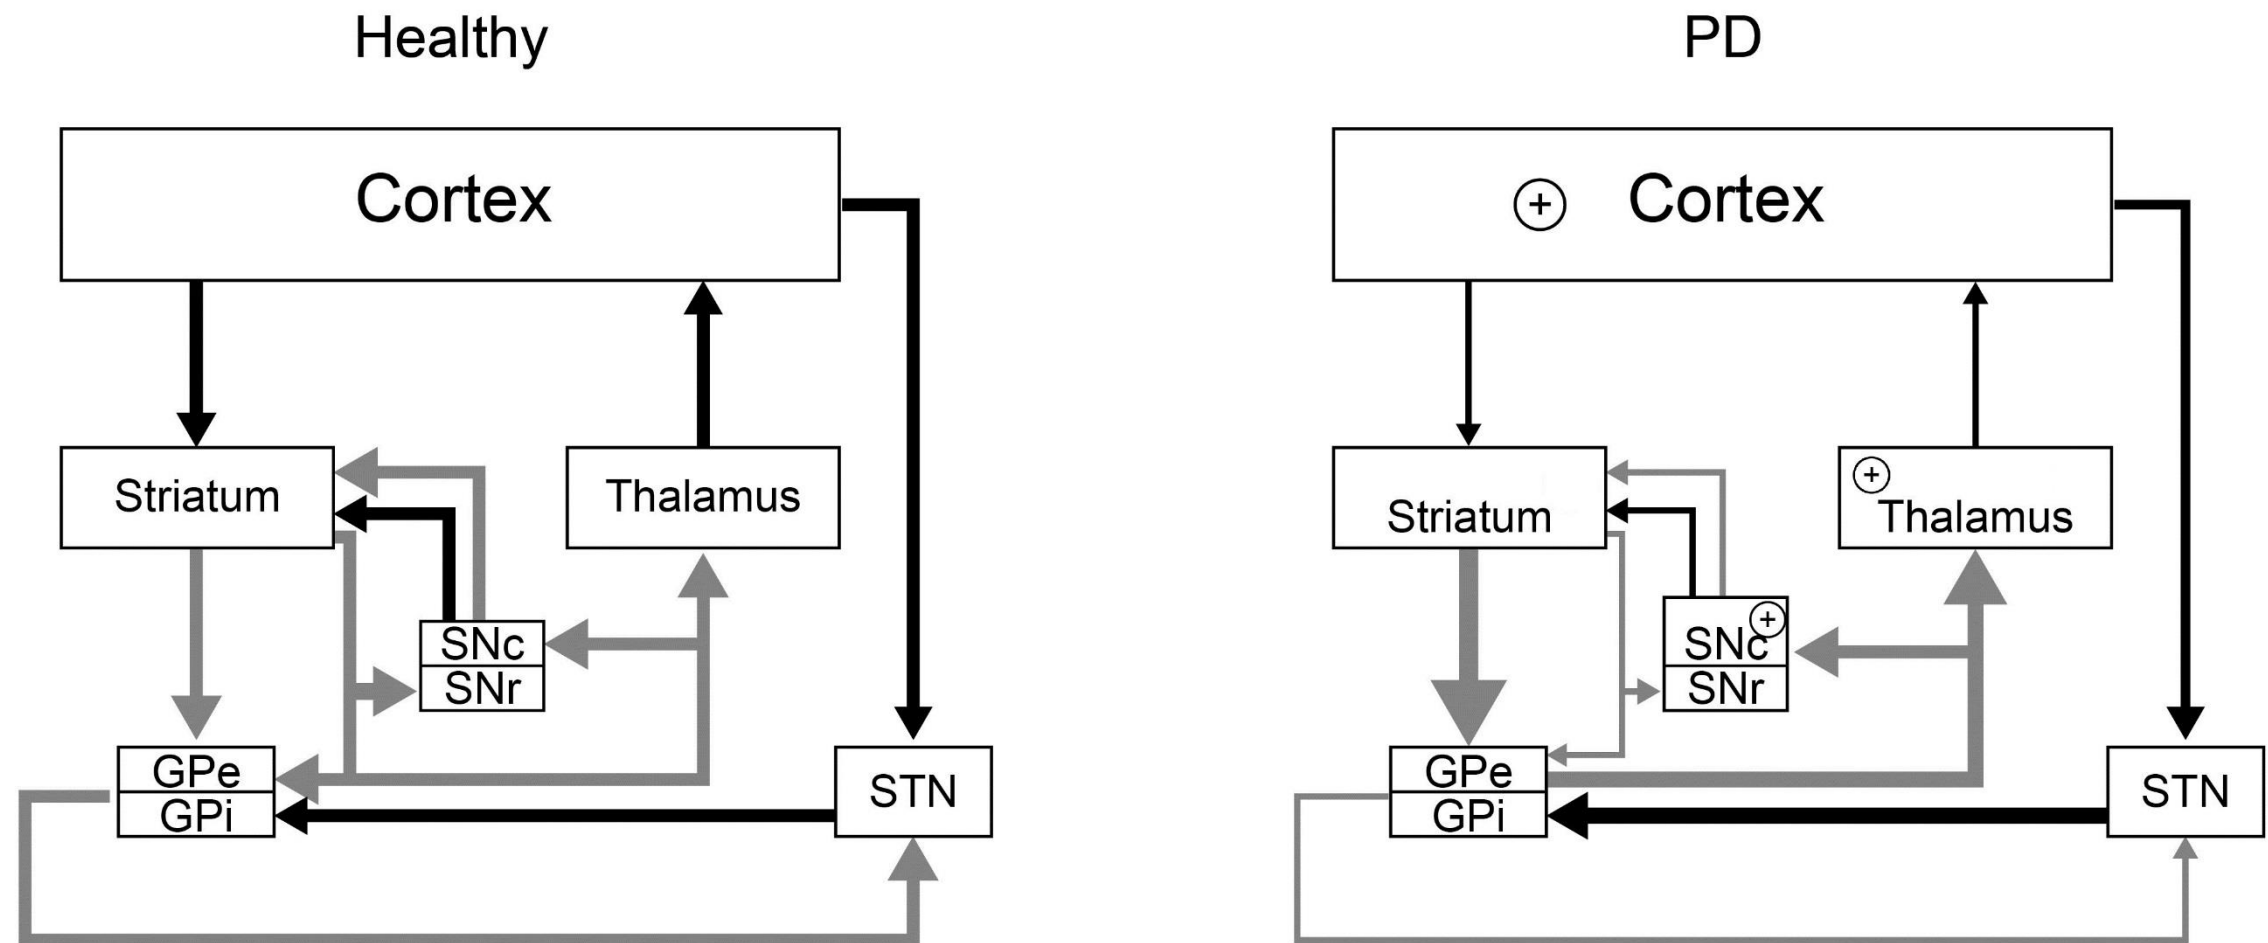 Healthy
Cortex
Striatum
Thalamus
SNc
SNr
GPe
GPi
STN
PD
+ Cortex
Striatum
+
Thalamus
+
SNc
SNr
GPe
GPi
STN